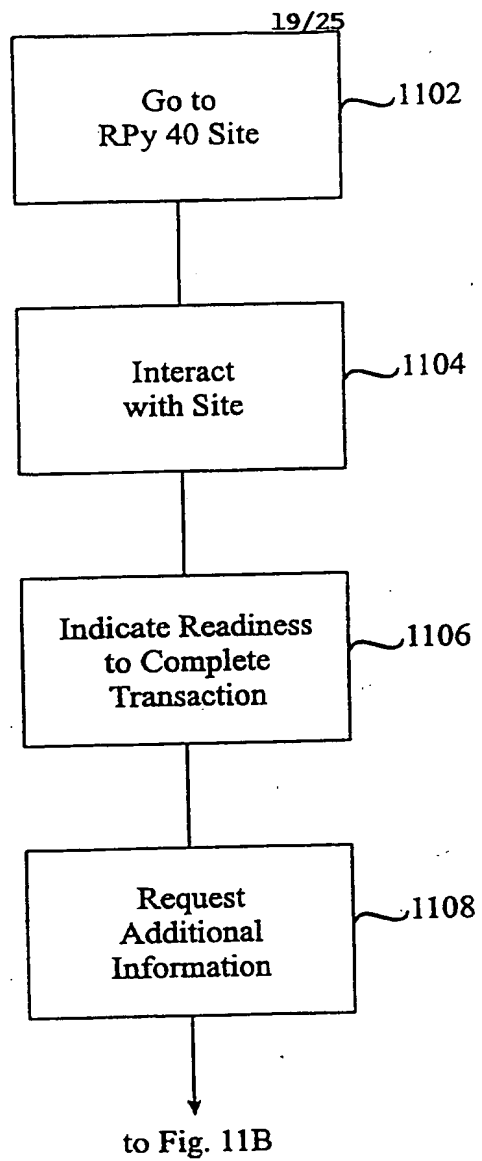 19/25
Go to
RPy 40 Site
1102
Interact
with Site
1104
Indicate Readiness
to Complete
Transaction
1106
Request
Additional
Information
1108
to Fig. 11B